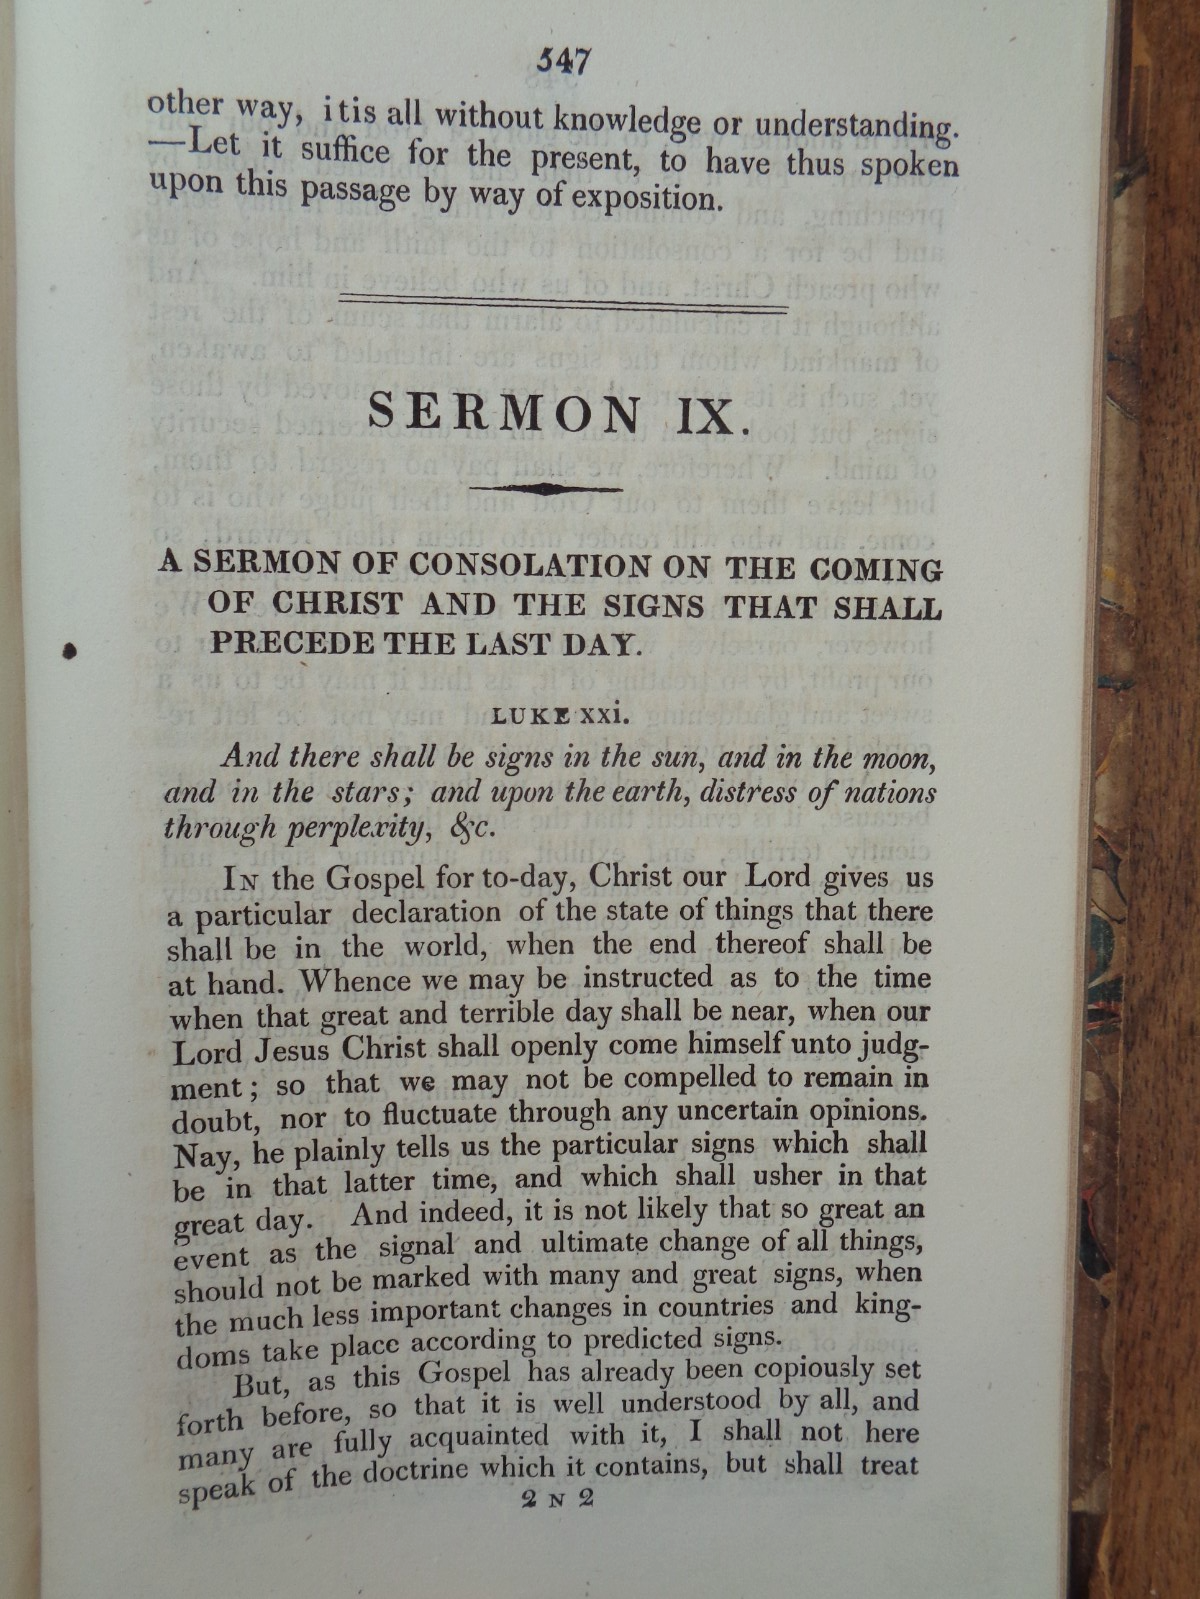 547
other way, itis all without knowledge or understanding.
—Let it suffice for the present, to have thus spoken
upon this passage by way of exposition.
SERMON IX.
A SERMON OF CONSOLATION ON THE COMING
OF CHRIST AND THE SIGNS THAT SHALL
PRECEDE THE LAST DAY.
LUKE xxi.
And there shall be signs in the sun, and in the moon,
and in the stars; and upon the earth, distress of nations
through perplexity, &c.
IN the Gospel for to-day, Christ our Lord gives us
a particular declaration of the state of things that there
shall be in the world, when the end thereof shall be
at hand. Whence we may be instructed as to the time
when that great and terrible day shall be near, when our
Lord Jesus Christ shall openly come himself unto judg-
ment; so that we may not be compelled to remain in
doubt, nor to fluctuate through any uncertain opinions.
Nay, he plainly tells us the particular signs which shall
be in that latter time, and which shall usher in that
great day. And indeed, it is not likely that so great an
event as the signal and ultimate change of all things,
should not be marked with many and great signs, when
the much less important changes in countries and king-
doms take place according to predicted signs.
But, as this Gospel has already been copiously set
forth before, so that it is well understood by all, and
many are fully acquainted with it, I shall not here
speak of the doctrine which it contains, but shall treat
2 N 2